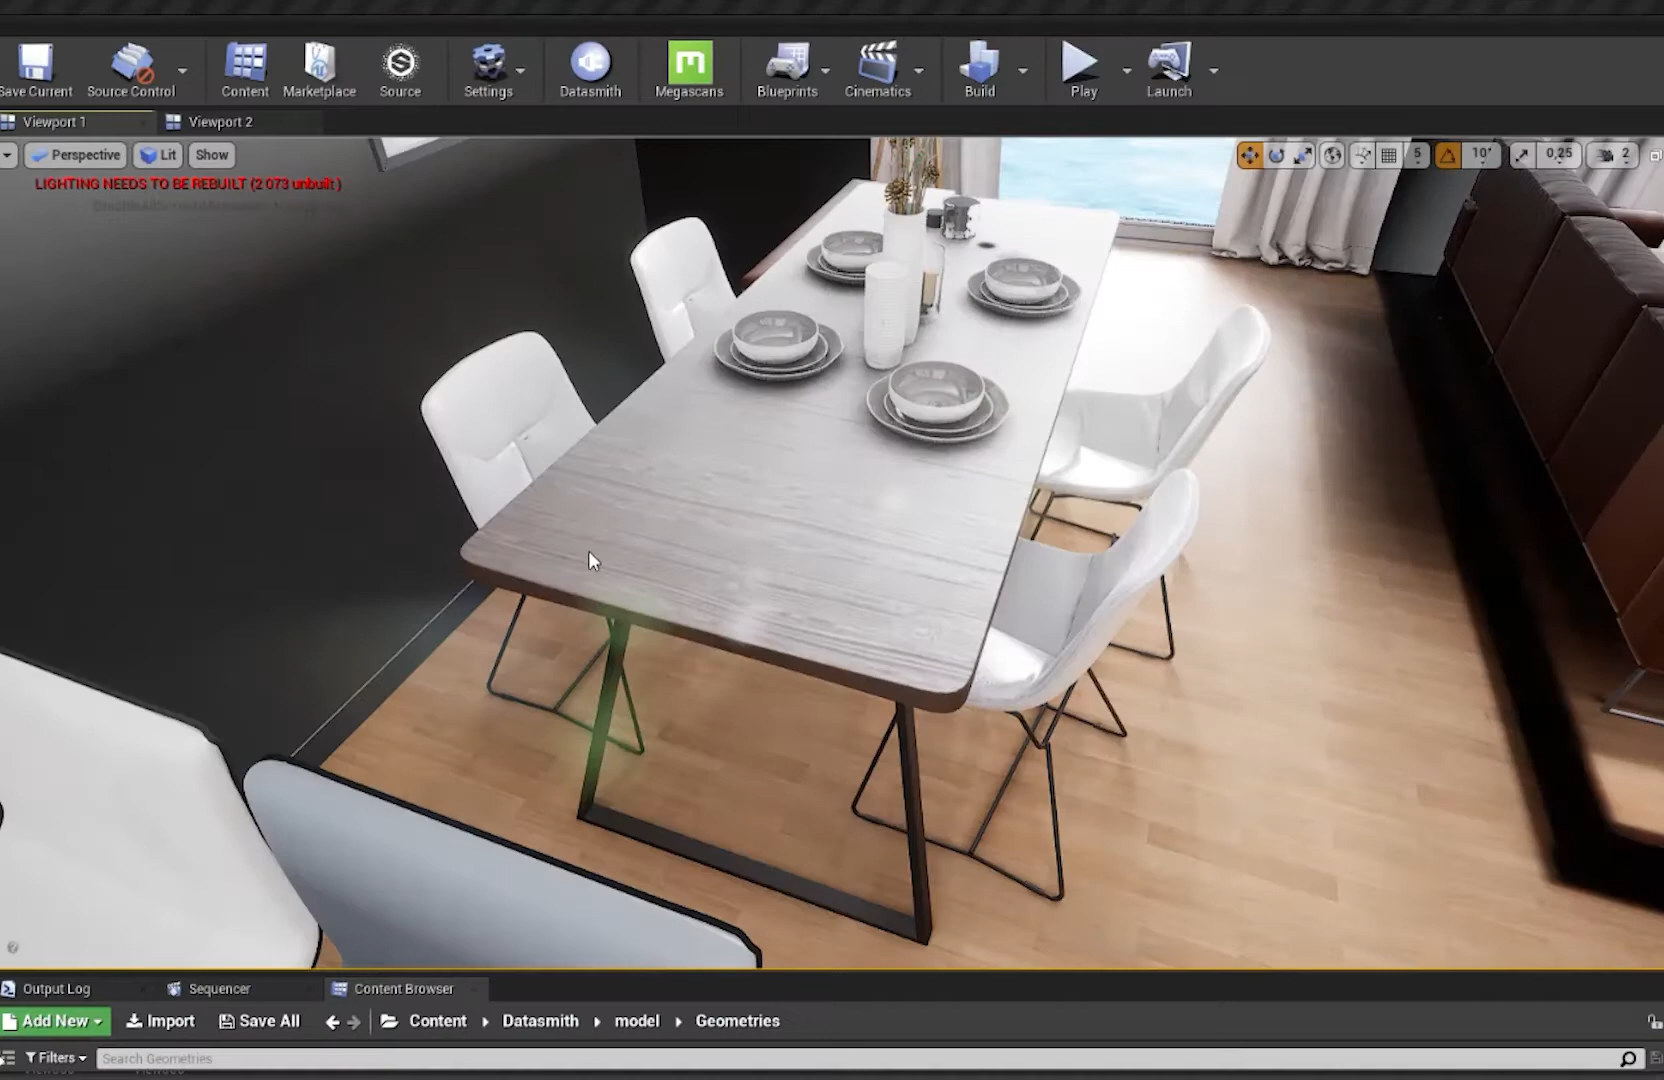 Save Current
Source Control
Content
Marketplace
Source
Settings
Datasmith
Megascans
Blueprints
Cinematics
Build
Play
Launch
Viewport 1
Viewport 2
Perspective
Lit
Show
5
10°
0,25
2
LIGHTING NEEDS TO BE REBUILT (2 073 unbuilt)
Output Log
Sequencer
Content Browser
Add New
Import
Save All
Content
Datasmith
model
Geometries
Filters
Search Geometries